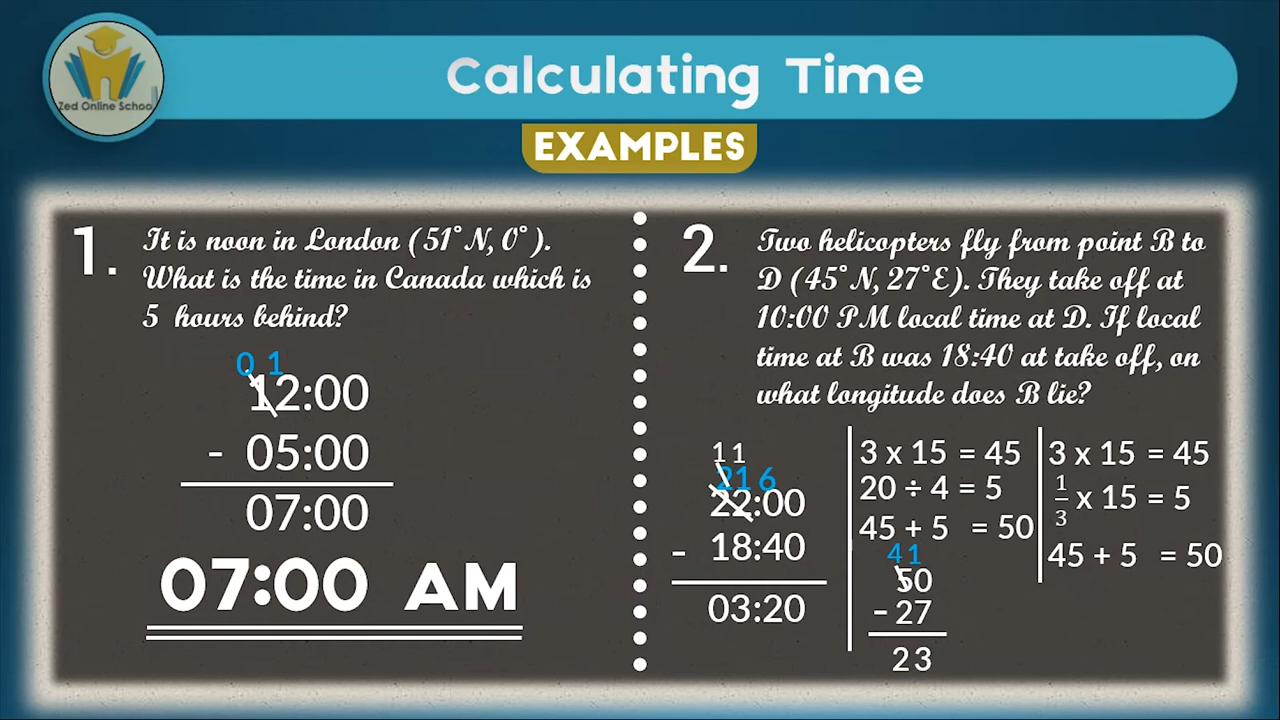 Zed Online School
Calculating Time
EXAMPLES
1.
It is noon in London (51° N, 0° ).
What is the time in Canada which is
5 hours behind?
0 1
12:00
- 05:00
07:00
07:00 AM
2.
Two helicopters fly from point B to
D (45° N, 27° E). They take off at
10:00 PM local time at D. If local
time at B was 18:40 at take off, on
what longitude does B lie?
11
21 6
22:00
- 18:40
03:20
3 x 15 = 45
20 ÷ 4 = 5
45 + 5 = 50
4 1
50
- 27
23
3 x 15 = 45
1/3 x 15 = 5
45 + 5 = 50